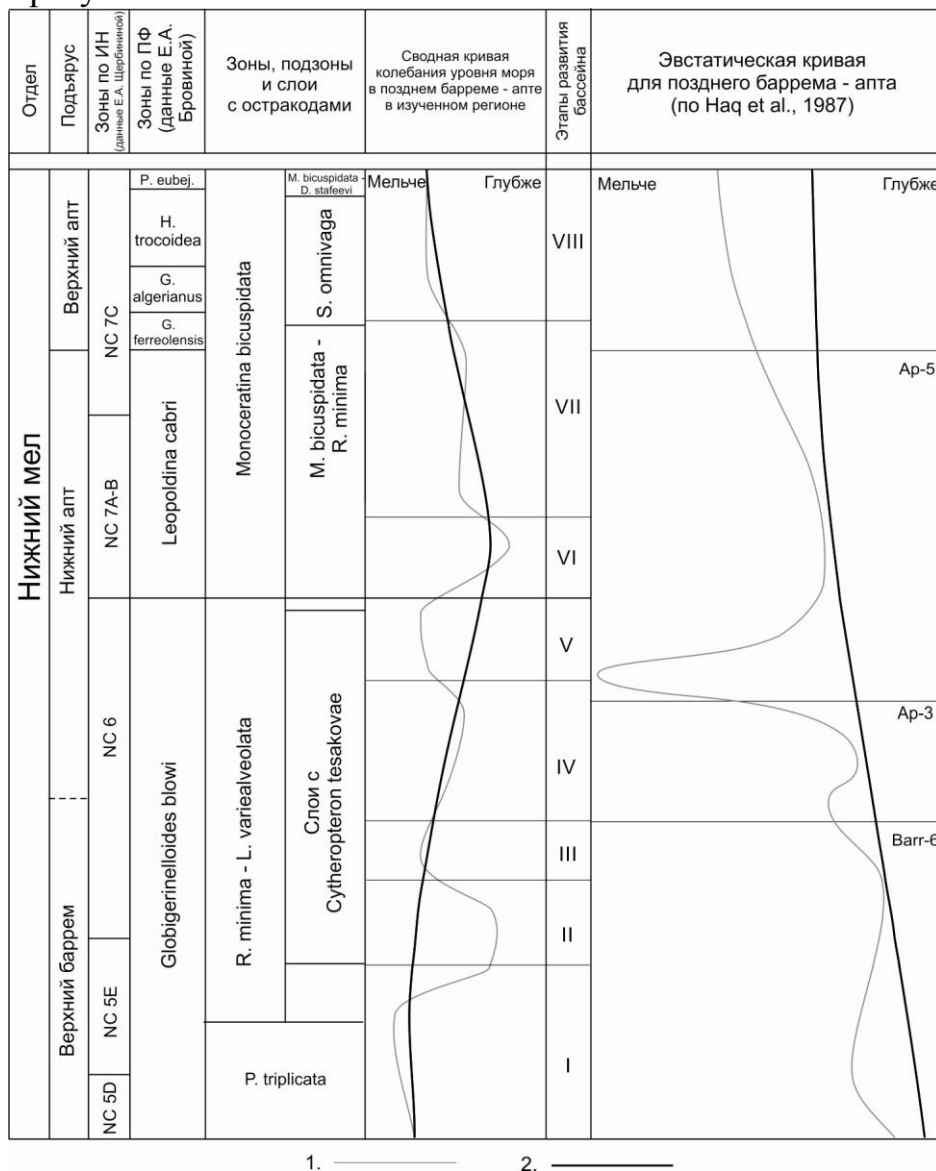 Отдел
Подъярус
Зоны по ИН
(данные Е.А. Щербининой)
Зоны по ПФ
(данные Е.А.
Бровиной)
Зоны, подзоны
и слои
с остракодами
Сводная кривая
колебания уровня моря
в позднем барреме - апте
в изученном регионе
Этапы развития
бассейна
Эвстатическая кривая
для позднего баррема - апта
(по Haq et al., 1987)
Нижний мел
Верхний апт
Нижний апт
Верхний баррем
NC 7C
NC 7A-B
NC 6
NC 5E
NC 5D
P. eubej.
H.
trocoidea
G.
algerianus
G.
ferreolensis
Leopoldina cabri
Globigerinelloides blowi
Monoceratina bicuspidata
R. minima - L. variealveolata
P. triplicata
M. bicuspidata -
D. stafeevi
S. omnivaga
M. bicuspidata -
R. minima
Слои с
Cytheropteron tesakovae
Мельче
Глубже
VIII
VII
VI
V
IV
III
II
I
Мельче
Глубже
Ap-5
Ap-3
Barr-6
1.
2.